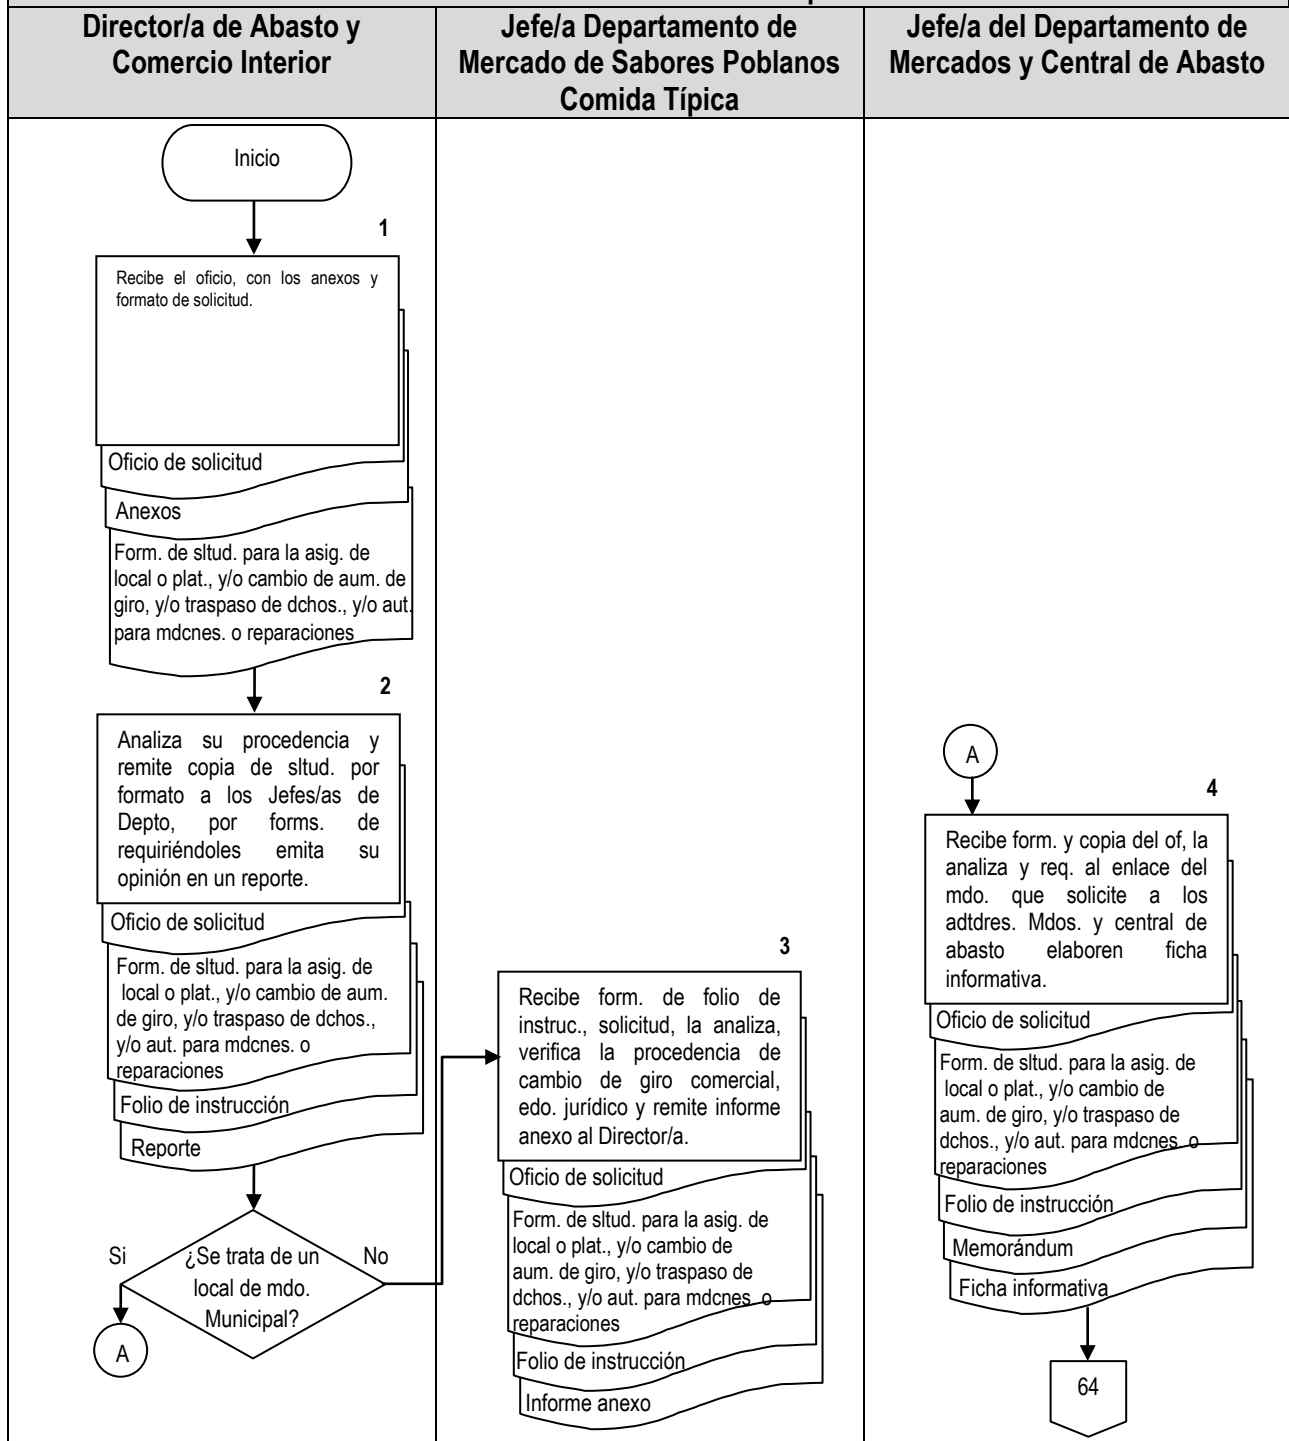 Director/a de Abasto y
Comercio Interior
Jefe/a Departamento de
Mercado de Sabores Poblanos
Comida Típica
Jefe/a del Departamento de
Mercados y Central de Abasto
Inicio
1
Recibe el oficio, con los anexos y
formato de solicitud.
Oficio de solicitud
Anexos
Form. de sltud. para la asig. de
local o plat., y/o cambio de aum. de
giro, y/o traspaso de dchos., y/o aut.
para mdcnes. o reparaciones
2
Analiza su procedencia y
remite copia de sltud. por
formato a los Jefes/as de
Depto, por forms. de
requiriéndoles emita su
opinión en un reporte.
Oficio de solicitud
Form. de sltud. para la asig. de
local o plat., y/o cambio de aum.
de giro, y/o traspaso de dchos.,
y/o aut. para mdcnes. o
reparaciones
Folio de instrucción
Reporte
Si
¿Se trata de un
local de mdo.
Municipal?
No
A
3
Recibe form. de folio de
instruc., solicitud, la analiza,
verifica la procedencia de
cambio de giro comercial,
edo. jurídico y remite informe
anexo al Director/a.
Oficio de solicitud
Form. de sltud. para la asig. de
local o plat., y/o cambio de
aum. de giro, y/o traspaso de
dchos., y/o aut. para mdcnes. o
reparaciones
Folio de instrucción
Informe anexo
A
4
Recibe form. y copia del of, la
analiza y req. al enlace del
mdo. que solicite a los
adtdres. Mdos. y central de
abasto elaboren ficha
informativa.
Oficio de solicitud
Form. de sltud. para la asig. de
local o plat., y/o cambio de
aum. de giro, y/o traspaso de
dchos., y/o aut. para mdcnes. o
reparaciones
Folio de instrucción
Memorándum
Ficha informativa
64